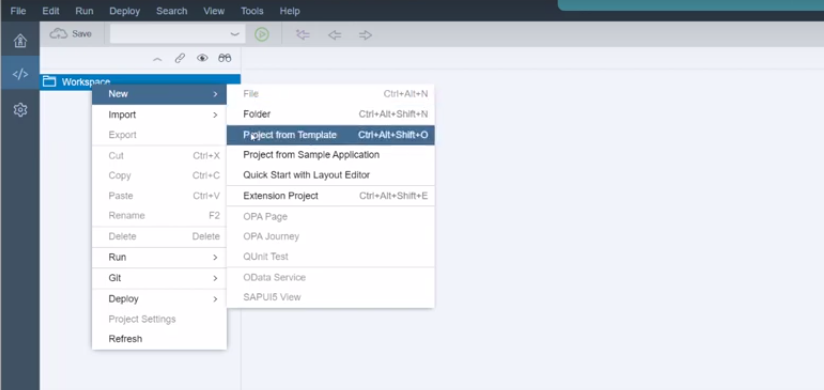 File Edit Run Deploy Search View Tools Help
Save
Workspace
New
Import
Export
Cut Ctrl+X
Copy Ctrl+C
Paste Ctrl+V
Rename F2
Delete Delete
Run
Git
Deploy
Project Settings
Refresh
File Ctrl+Alt+N
Folder Ctrl+Alt+Shift+N
Project from Template Ctrl+Alt+Shift+O
Project from Sample Application
Quick Start with Layout Editor
Extension Project Ctrl+Alt+Shift+E
OPA Page
OPA Journey
QUnit Test
OData Service
SAPUI5 View